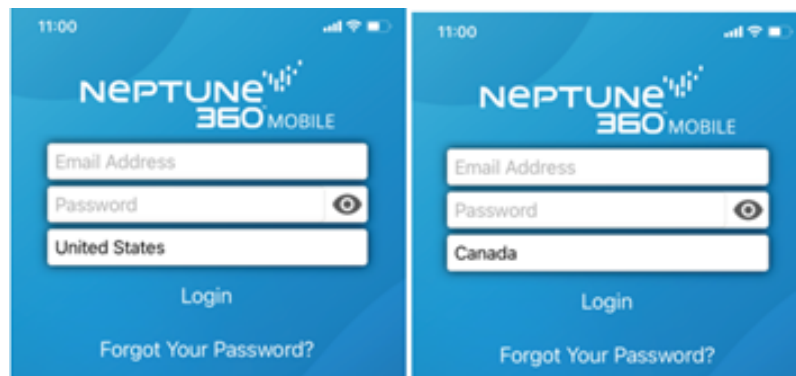 11:00
NEPTUNE
360 MOBILE
Email Address
Password
United States
Login
Forgot Your Password?
11:00
NEPTUNE
360 MOBILE
Email Address
Password
Canada
Login
Forgot Your Password?